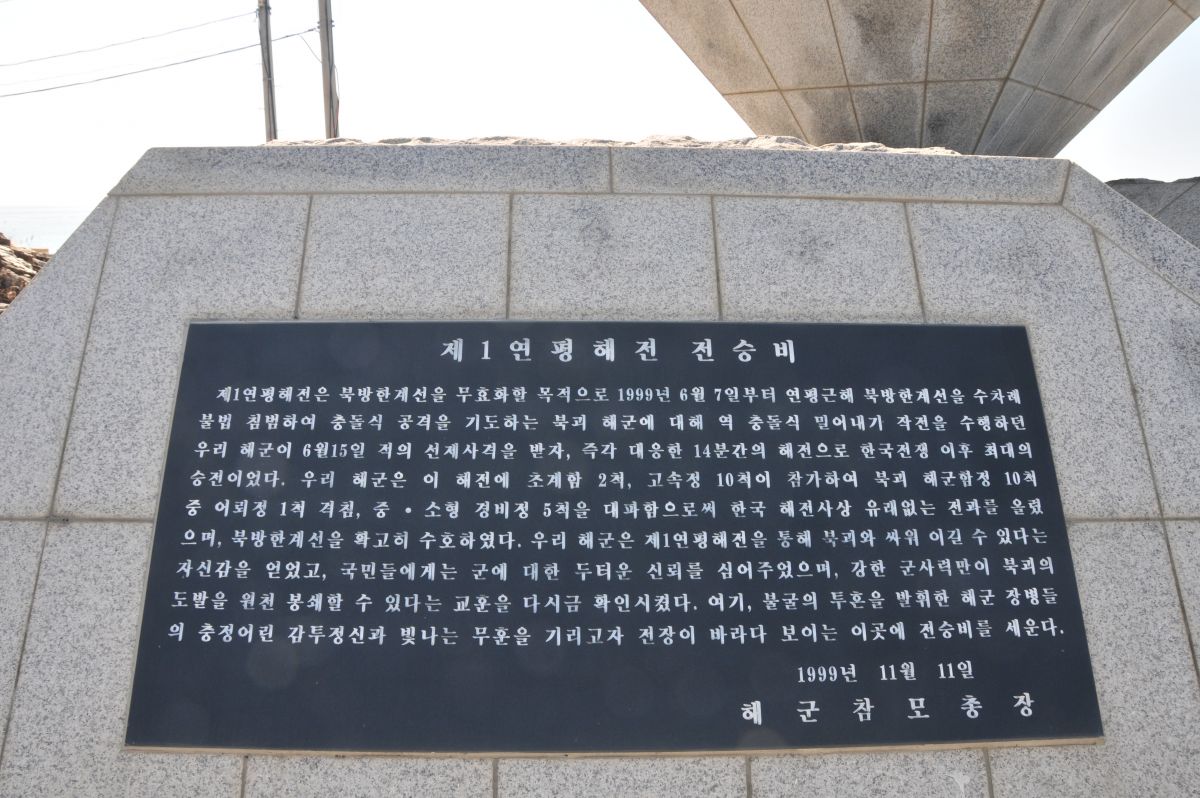 제1연평해전 전승비
제1연평해전은 북방한계선을 무효화할 목적으로 1999년 6월 7일부터 연평근해 북방한계선을 수차례
불법 침범하여 충돌식 공격을 기도하는 북괴 해군에 대해 역 충돌식 밀어내기 작전을 수행하던
우리 해군이 6월15일 적의 선제사격을 받자, 즉각 대응한 14분간의 해전으로 한국전쟁 이후 최대의
승전이었다. 우리 해군은 이 해전에 초계함 2척, 고속정 10척이 참가하여 북괴 해군함정 10척
중 어뢰정 1척 격침, 중·소형 경비정 5척을 대파함으로써 한국 해전사상 유래없는 전과를 올렸
으며, 북방한계선을 확고히 수호하였다. 우리 해군은 제1연평해전을 통해 북괴와 싸워 이길 수 있다는
자신감을 얻었고, 국민들에게는 군에 대한 두터운 신뢰를 심어주었으며, 강한 군사력만이 북괴의
도발을 원천 봉쇄할 수 있다는 교훈을 다시금 확인시켰다. 여기, 불굴의 투혼을 발휘한 해군 장병들
의 충정어린 감투정신과 빛나는 무훈을 기리고자 전장이 바라다 보이는 이곳에 전승비를 세운다.
1999년 11월 11일
해군참모총장